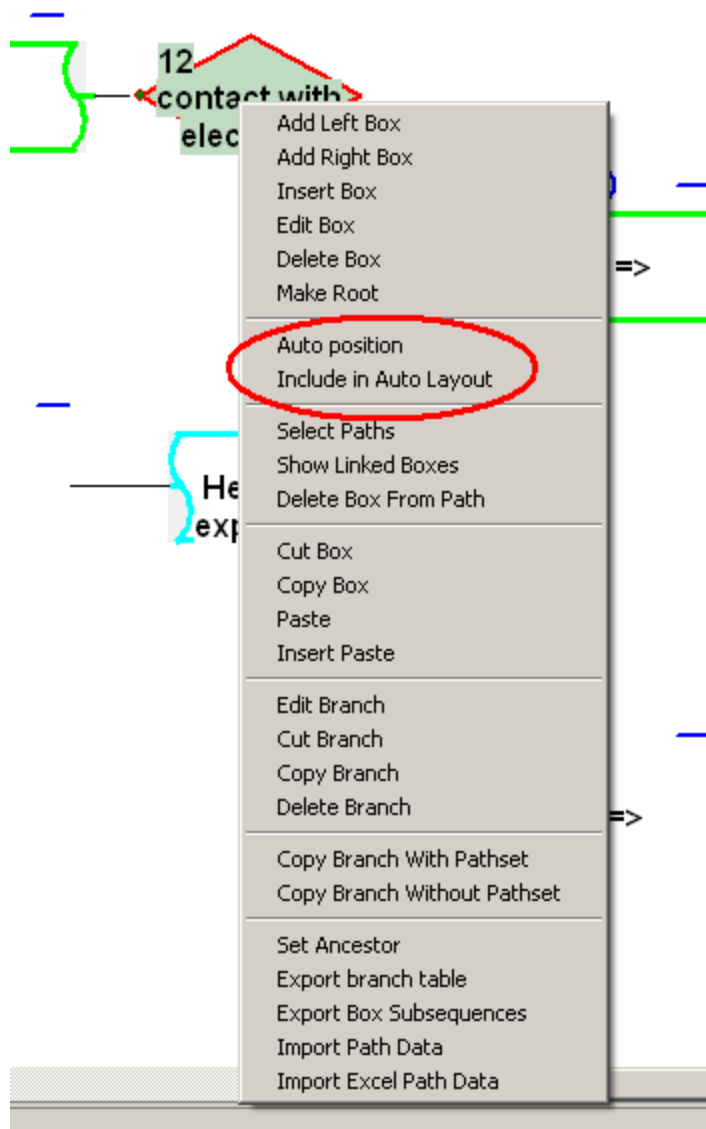 12
contact with
elec
Add Left Box
Add Right Box
Insert Box
Edit Box
Delete Box
=>
Make Root
Auto position
Include in Auto Layout
Select Paths
Show Linked Boxes
He
Delete Box From Path
exp
Cut Box
Copy Box
Paste
Insert Paste
Edit Branch
Cut Branch
Copy Branch
Delete Branch
=>
Copy Branch With Pathset
Copy Branch Without Pathset
Set Ancestor
Export branch table
Export Box Subsequences
Import Path Data
Import Excel Path Data